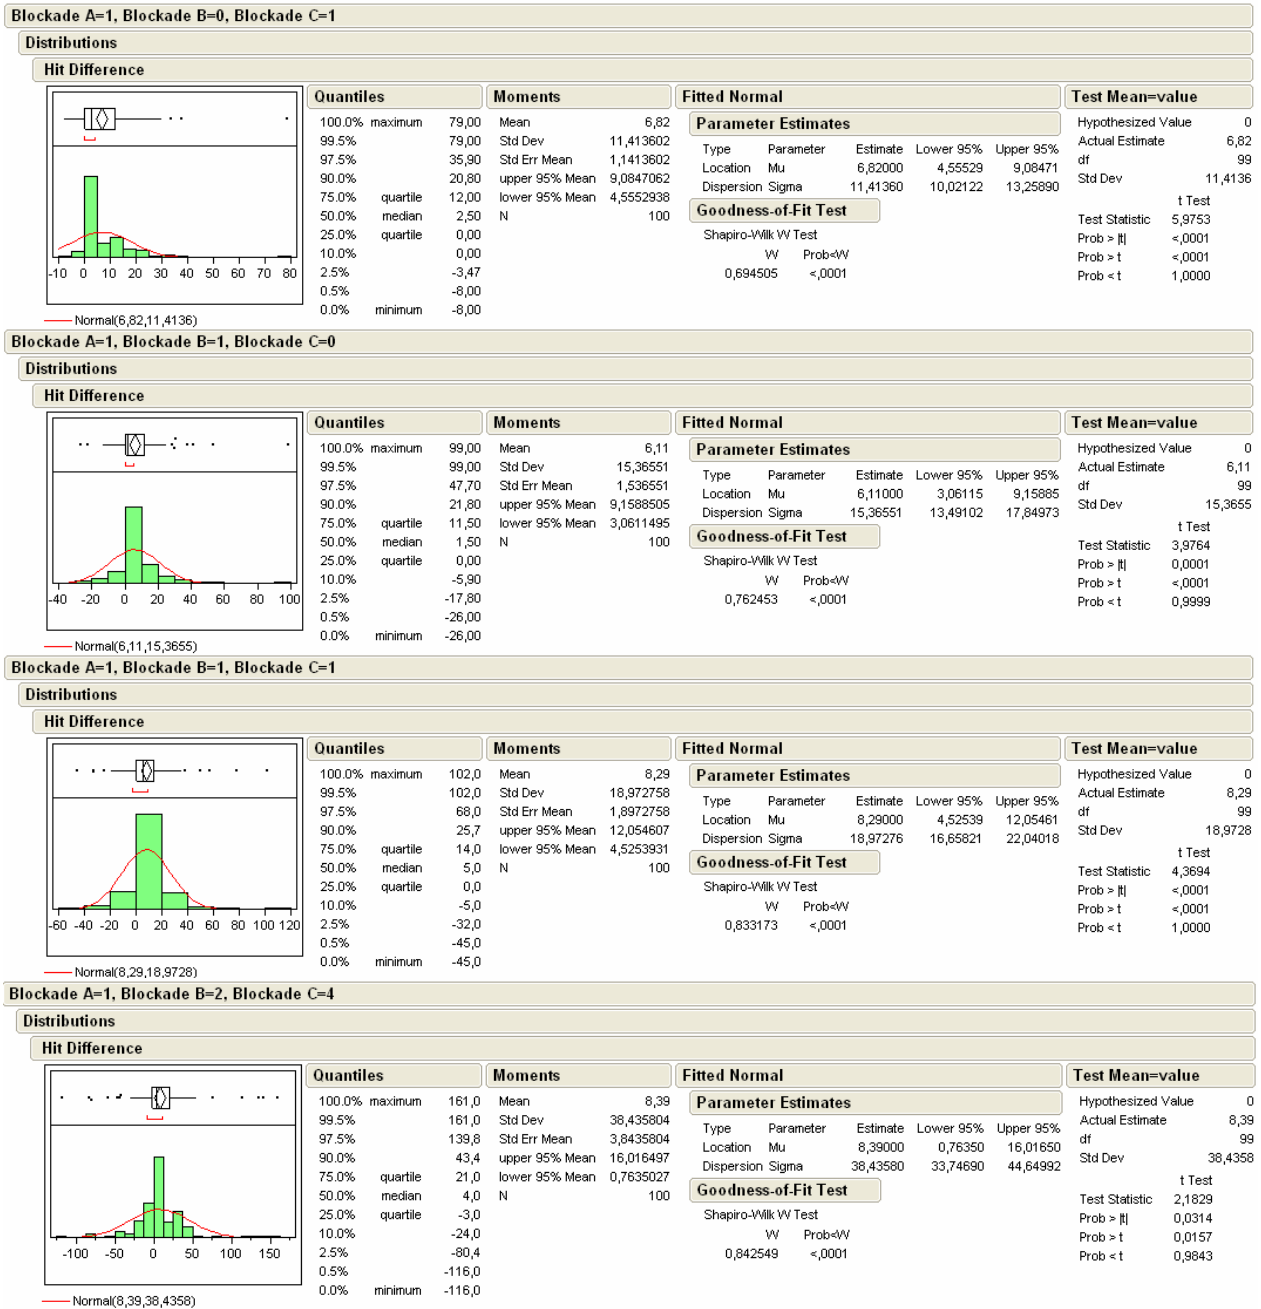 Blockade A=1, Blockade B=0, Blockade C=1
Distributions
Hit Difference
-10 0 10 20 30 40 50 60 70 80
Normal(6,82,11,4136)
Quantiles
100.0% maximum 79,00
99.5% 79,00
97.5% 35,90
90.0% 20,80
75.0% quartile 12,00
50.0% median 2,50
25.0% quartile 0,00
10.0% 0,00
2.5% -3,47
0.5% -8,00
0.0% minimum -8,00
Moments
Mean 6,82
Std Dev 11,413602
Std Err Mean 1,1413602
upper 95% Mean 9,0847062
lower 95% Mean 4,5552938
N 100
Fitted Normal
Parameter Estimates
Type Parameter Estimate Lower 95% Upper 95%
Location Mu 6,82000 4,55529 9,08471
Dispersion Sigma 11,41360 10,02122 13,25890
Goodness-of-Fit Test
Shapiro-Wilk W Test
W Prob<W
0,694505 <,0001
Test Mean=value
Hypothesized Value 0
Actual Estimate 6,82
df 99
Std Dev 11,4136
t Test
Test Statistic 5,9753
Prob > |t| <,0001
Prob > t <,0001
Prob < t 1,0000
Blockade A=1, Blockade B=1, Blockade C=0
Distributions
Hit Difference
-40 -20 0 20 40 60 80 100
Normal(6,11,15,3655)
Quantiles
100.0% maximum 99,00
99.5% 99,00
97.5% 47,70
90.0% 21,80
75.0% quartile 11,50
50.0% median 1,50
25.0% quartile 0,00
10.0% -5,90
2.5% -17,80
0.5% -26,00
0.0% minimum -26,00
Moments
Mean 6,11
Std Dev 15,36551
Std Err Mean 1,536551
upper 95% Mean 9,1588505
lower 95% Mean 3,0611495
N 100
Fitted Normal
Parameter Estimates
Type Parameter Estimate Lower 95% Upper 95%
Location Mu 6,11000 3,06115 9,15885
Dispersion Sigma 15,36551 13,49102 17,84973
Goodness-of-Fit Test
Shapiro-Wilk W Test
W Prob<W
0,762453 <,0001
Test Mean=value
Hypothesized Value 0
Actual Estimate 6,11
df 99
Std Dev 15,3655
t Test
Test Statistic 3,9764
Prob > |t| 0,0001
Prob > t <,0001
Prob < t 0,9999
Blockade A=1, Blockade B=1, Blockade C=1
Distributions
Hit Difference
-60 -40 -20 0 20 40 60 80 100 120
Normal(8,29,18,9728)
Quantiles
100.0% maximum 102,0
99.5% 102,0
97.5% 68,0
90.0% 25,7
75.0% quartile 14,0
50.0% median 5,0
25.0% quartile 0,0
10.0% -5,0
2.5% -32,0
0.5% -45,0
0.0% minimum -45,0
Moments
Mean 8,29
Std Dev 18,972758
Std Err Mean 1,8972758
upper 95% Mean 12,054607
lower 95% Mean 4,5253931
N 100
Fitted Normal
Parameter Estimates
Type Parameter Estimate Lower 95% Upper 95%
Location Mu 8,29000 4,52539 12,05461
Dispersion Sigma 18,97276 16,65821 22,04018
Goodness-of-Fit Test
Shapiro-Wilk W Test
W Prob<W
0,833173 <,0001
Test Mean=value
Hypothesized Value 0
Actual Estimate 8,29
df 99
Std Dev 18,9728
t Test
Test Statistic 4,3694
Prob > |t| <,0001
Prob > t <,0001
Prob < t 1,0000
Blockade A=1, Blockade B=2, Blockade C=4
Distributions
Hit Difference
-100 -50 0 50 100 150
Normal(8,39,38,4358)
Quantiles
100.0% maximum 161,0
99.5% 161,0
97.5% 139,8
90.0% 43,4
75.0% quartile 21,0
50.0% median 4,0
25.0% quartile -3,0
10.0% -24,0
2.5% -80,4
0.5% -116,0
0.0% minimum -116,0
Moments
Mean 8,39
Std Dev 38,435804
Std Err Mean 3,8435804
upper 95% Mean 16,016497
lower 95% Mean 0,7635027
N 100
Fitted Normal
Parameter Estimates
Type Parameter Estimate Lower 95% Upper 95%
Location Mu 8,39000 0,76350 16,01650
Dispersion Sigma 38,43580 33,74690 44,64992
Goodness-of-Fit Test
Shapiro-Wilk W Test
W Prob<W
0,842549 <,0001
Test Mean=value
Hypothesized Value 0
Actual Estimate 8,39
df 99
Std Dev 38,4358
t Test
Test Statistic 2,1829
Prob > |t| 0,0314
Prob > t 0,0157
Prob < t 0,9843